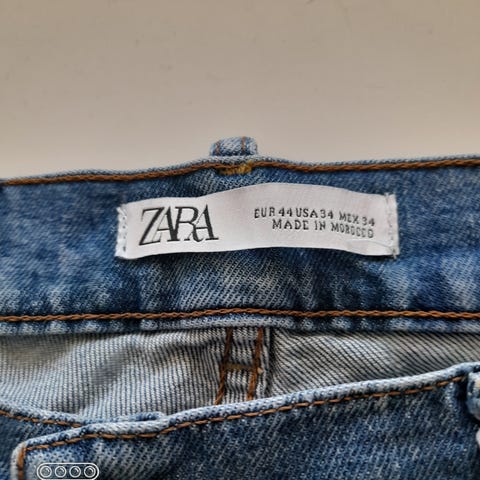 ZARA
EUR 44 USA 34 MEX 34
MADE IN MOROCCO